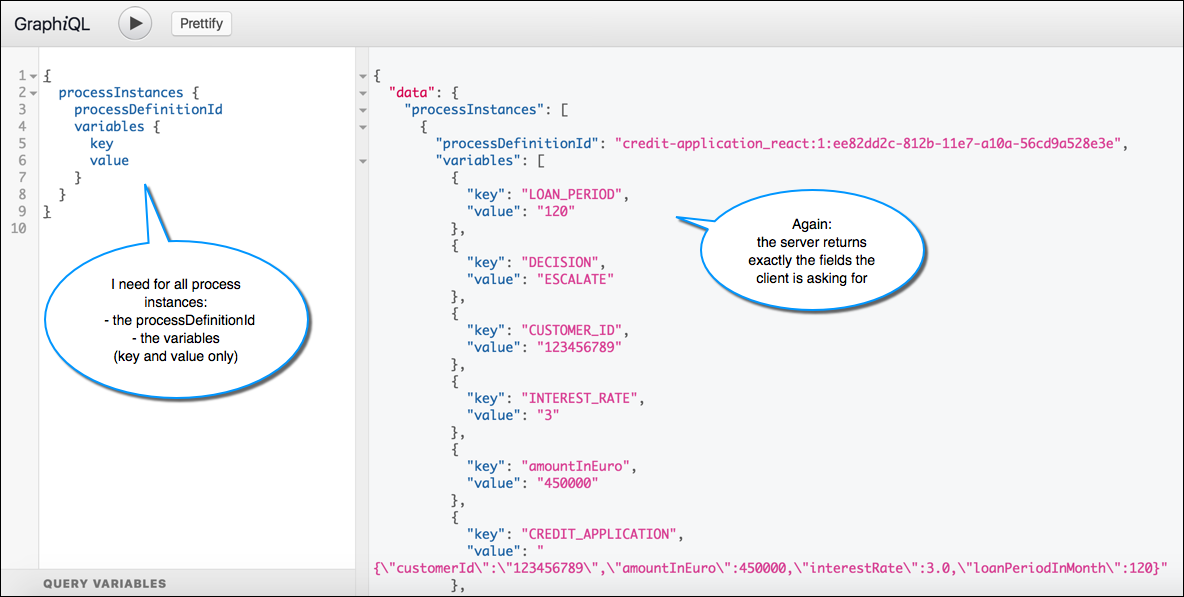 GraphiQL
Prettify
1
{
2
processInstances {
3
processDefinitionId
4
variables {
5
key
6
value
7
}
8
}
9
}
10
I need for all process
instances:
- the processDefinitionId
- the variables
(key and value only)
QUERY VARIABLES
{
"data": {
"processInstances": [
{
"processDefinitionId": "credit-application_react:1:ee82dd2c-812b-11e7-a10a-56cd9a528e3e",
"variables": [
{
"key": "LOAN_PERIOD",
"value": "120"
},
{
"key": "DECISION",
"value": "ESCALATE"
},
{
"key": "CUSTOMER_ID",
"value": "123456789"
},
{
"key": "INTEREST_RATE",
"value": "3"
},
{
"key": "amountInEuro",
"value": "450000"
},
{
"key": "CREDIT_APPLICATION",
"value": "
{\"customerId\":\"123456789\",\"amountInEuro\":450000,\"interestRate\":3.0,\"loanPeriodInMonth\":120}"
},
Again:
the server returns
exactly the fields the
client is asking for